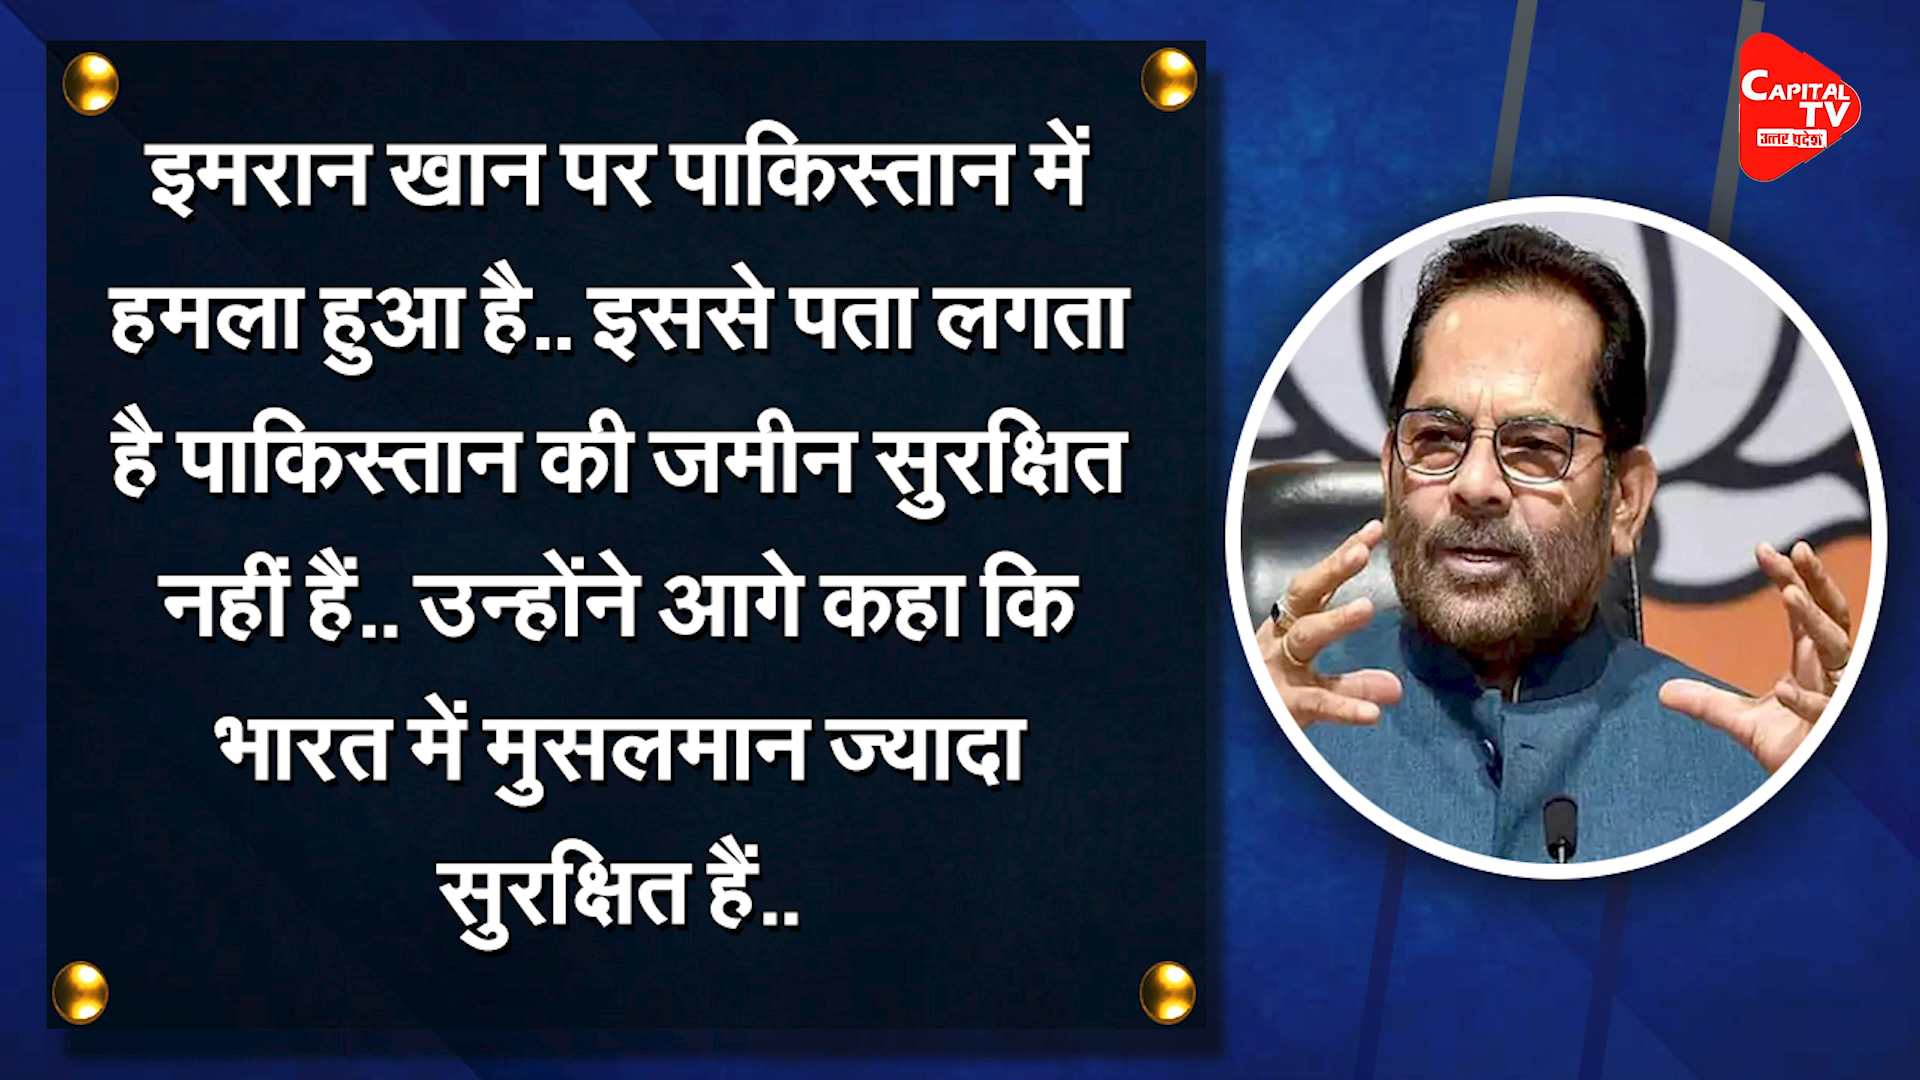 इमरान खान पर पाकिस्तान में
हमला हुआ है.. इससे पता लगता
है पाकिस्तान की जमीन सुरक्षित
नहीं हैं.. उन्होंने आगे कहा कि
भारत में मुसलमान ज्यादा
सुरक्षित हैं..
CAPITAL
TV
उत्तर प्रदेश